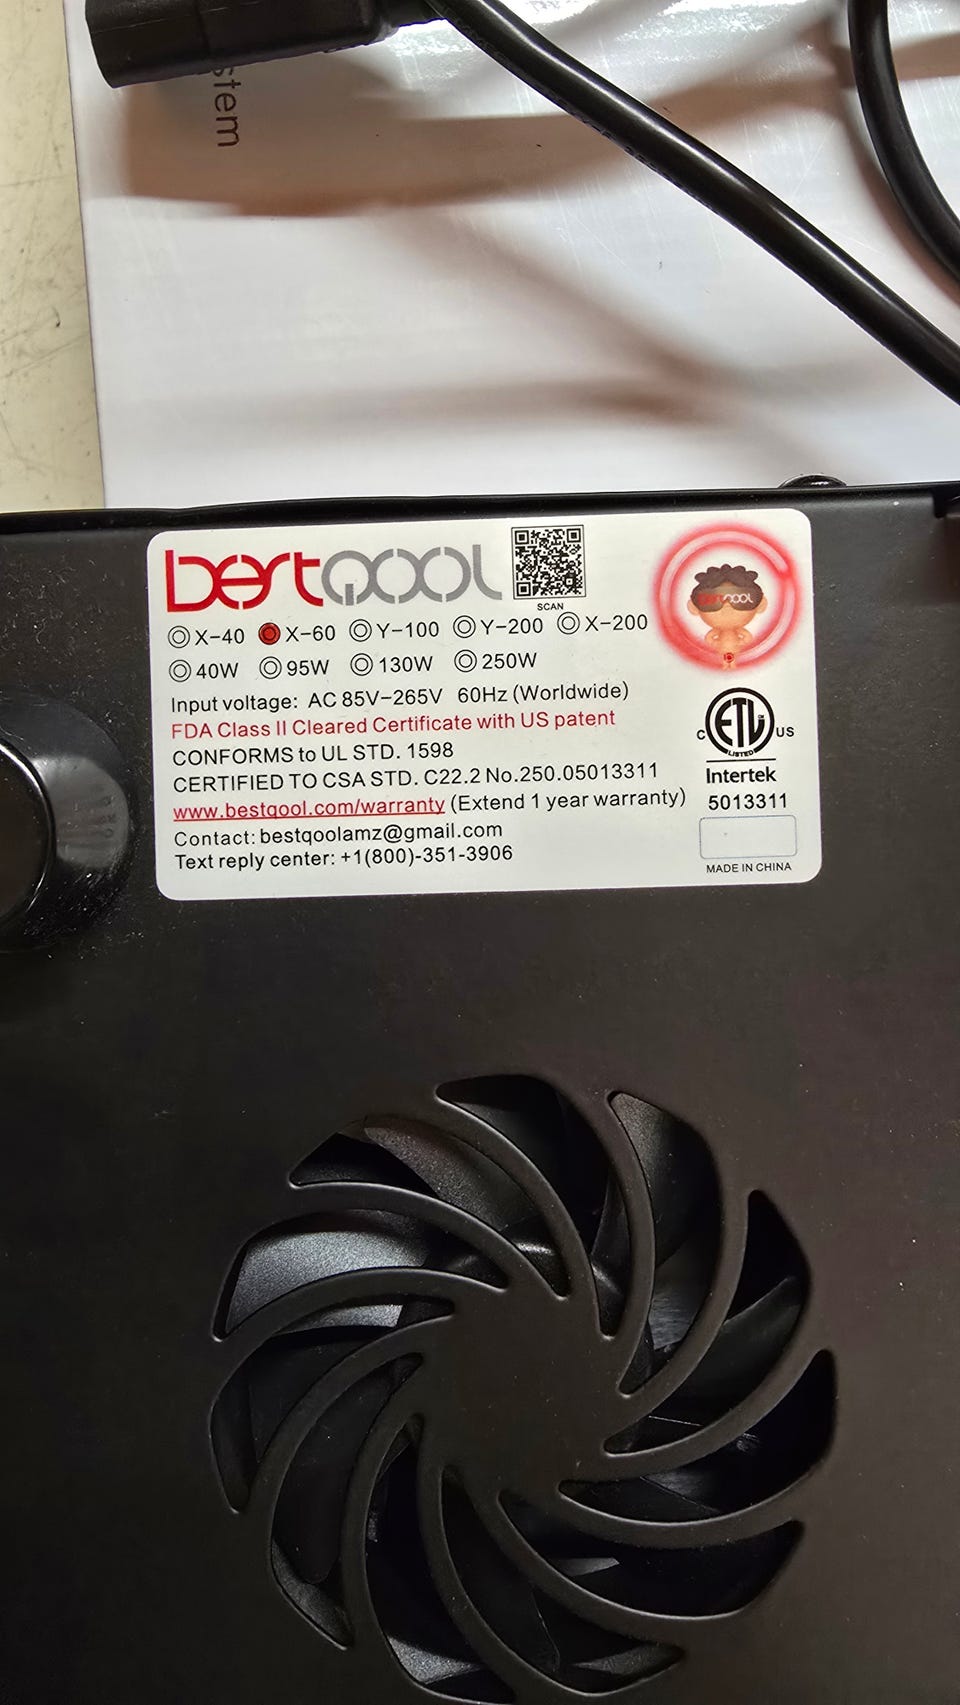 stem
bestqool
SCAN
X-40 X-60 Y-100 Y-200 X-200
40W 95W 130W 250W
Input voltage: AC 85V-265V 60Hz (Worldwide)
FDA Class II Cleared Certificate with US patent
CONFORMS to UL STD. 1598
CERTIFIED TO CSA STD. C22.2 No.250.05013311
www.bestqool.com/warranty (Extend 1 year warranty)
Contact: bestqoolamz@gmail.com
Text reply center: +1(800)-351-3906
bestqool
C ETL US
LISTED
Intertek
5013311
MADE IN CHINA